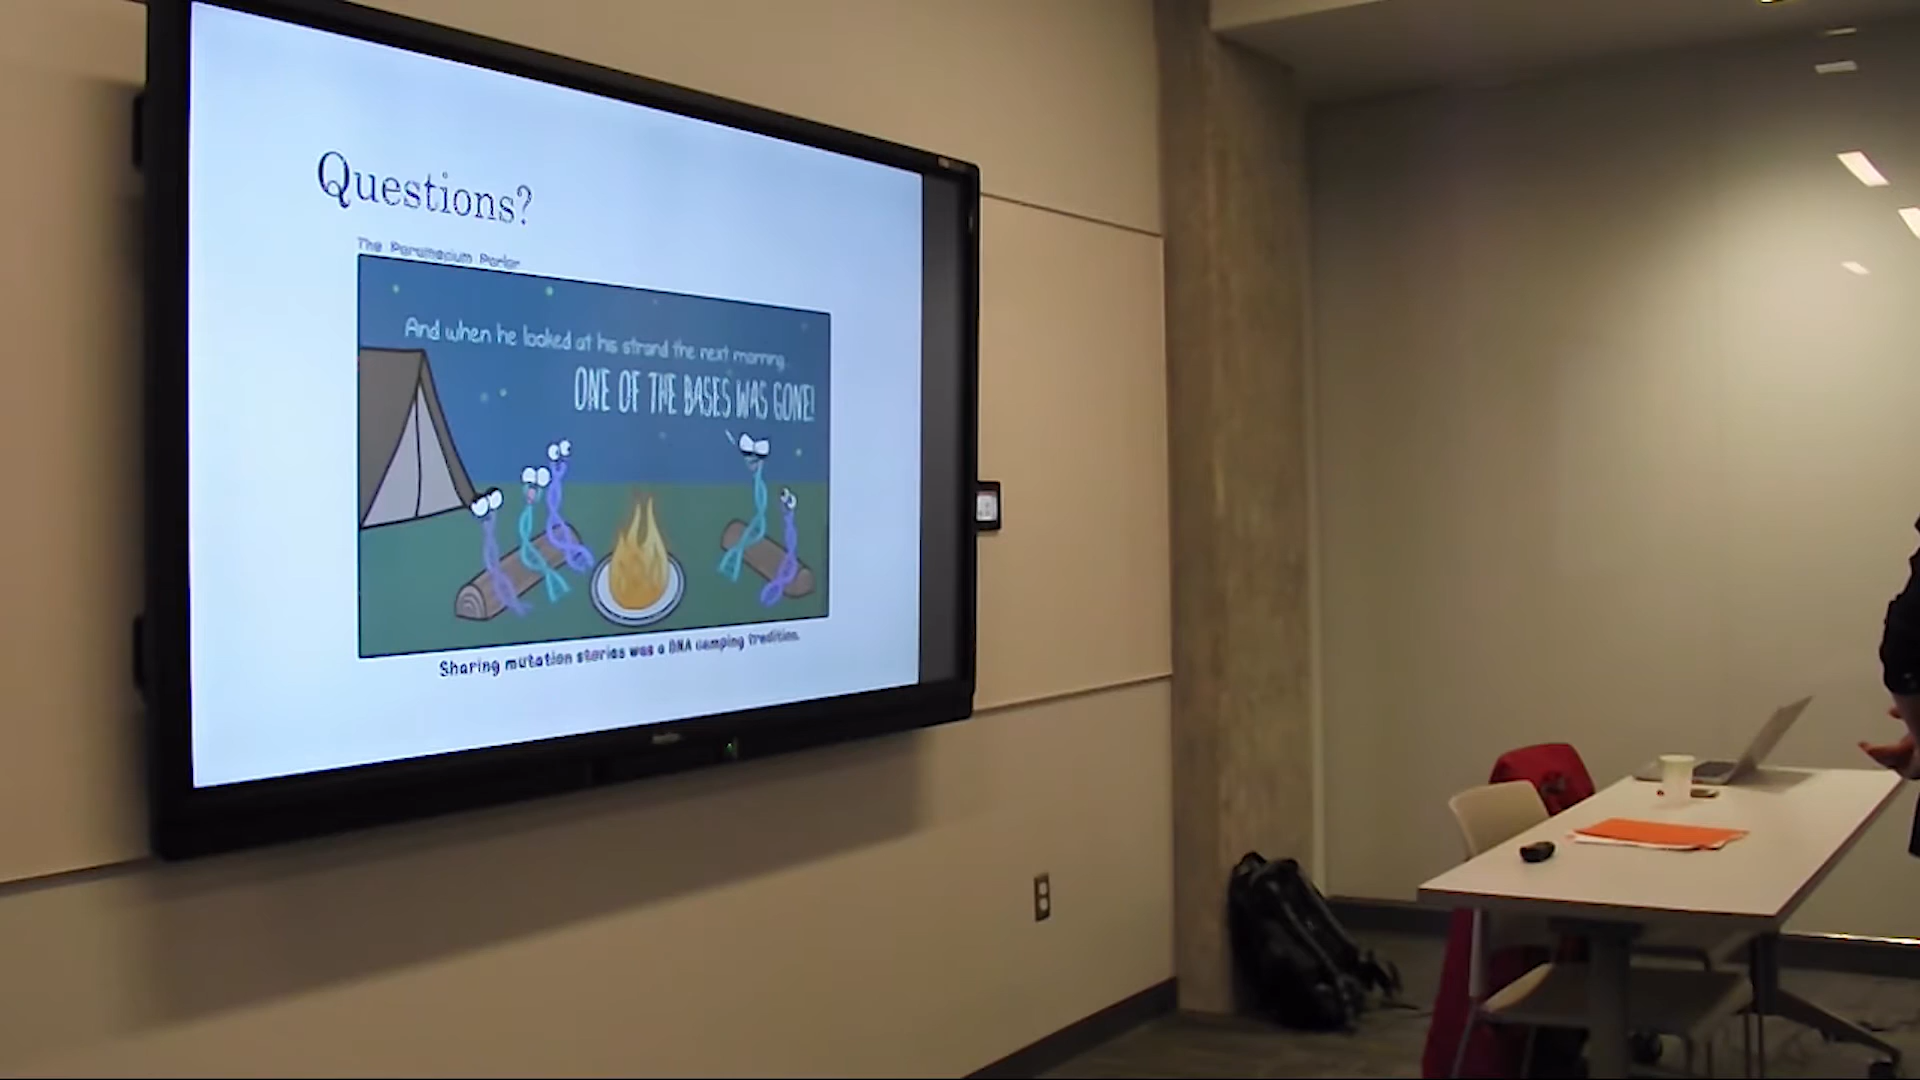 Questions?
The Paramecium Parlor
And when he looked at his strand the next morning...
ONE OF THE BASES WAS GONE!
Sharing mutation stories was a DNA camping tradition.